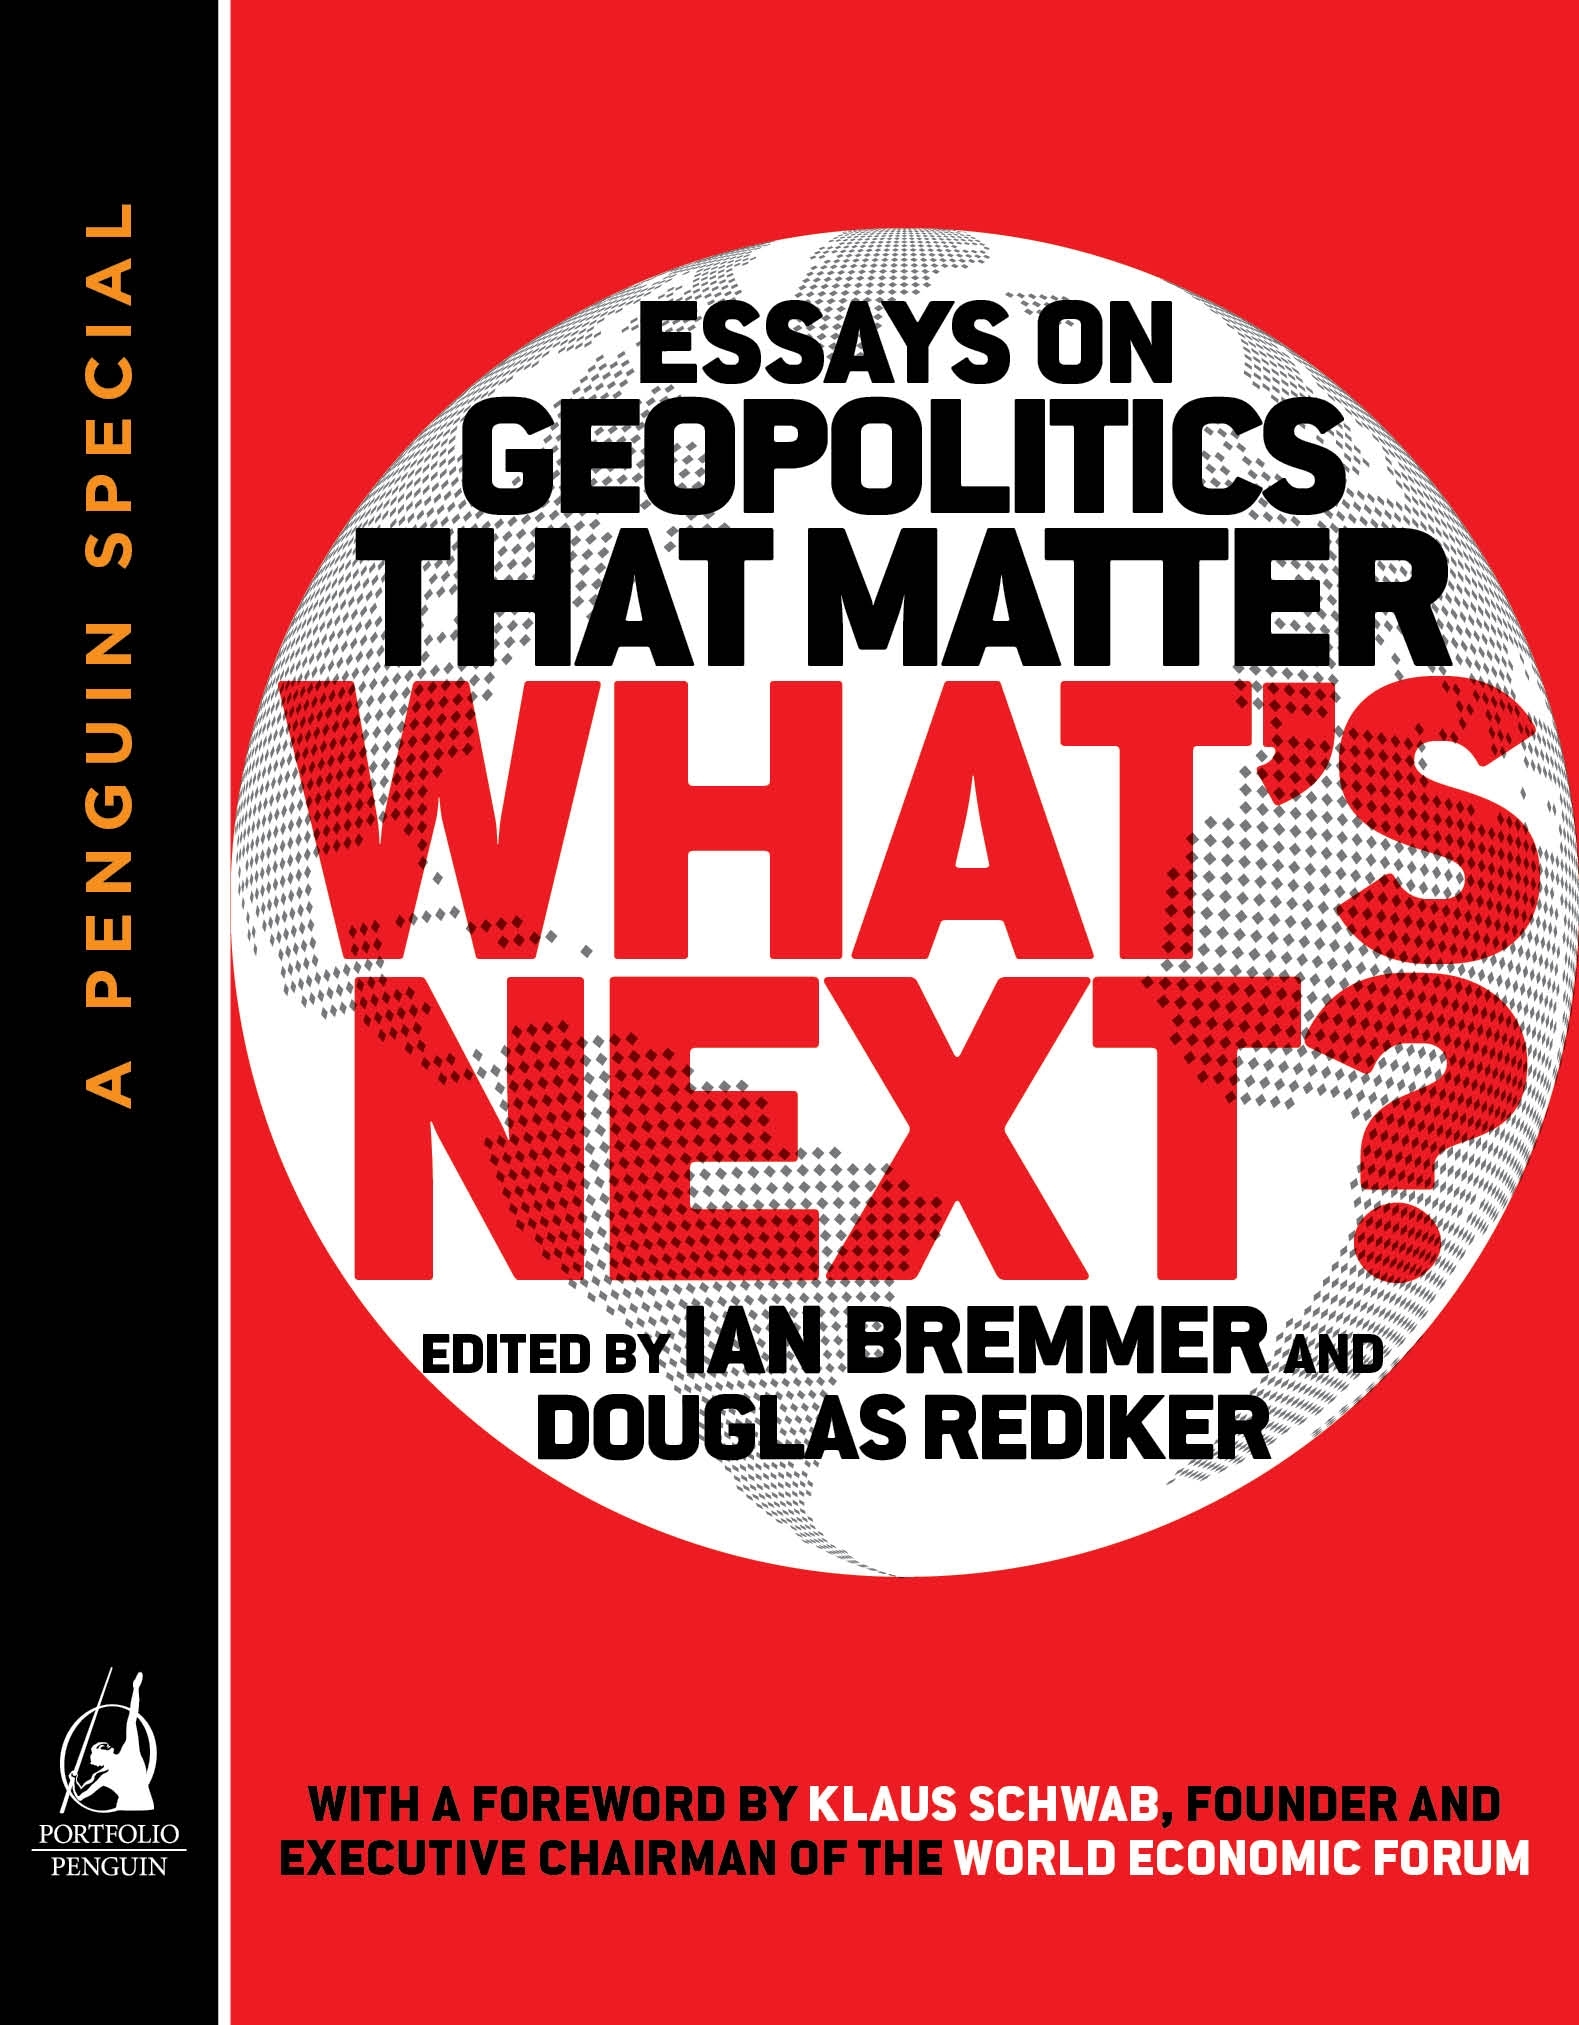 A PENGUIN SPECIAL
ESSAYS ON
GEOPOLITICS
THAT MATTER
WHAT'S
NEXT?
EDITED BY IAN BREMMER AND
DOUGLAS REDIKER
WITH A FOREWORD BY KLAUS SCHWAB, FOUNDER AND
EXECUTIVE CHAIRMAN OF THE WORLD ECONOMIC FORUM
PORTFOLIO
PENGUIN